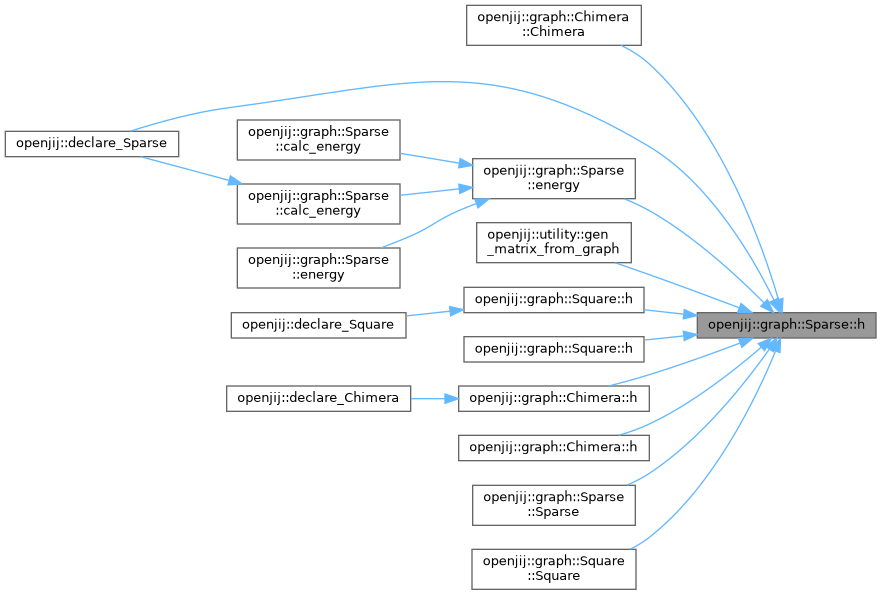 openjij::graph::Chimera
::Chimera
openjij::declare_Sparse
openjij::graph::Sparse
::calc_energy
openjij::graph::Sparse
::energy
openjij::graph::Sparse
::calc_energy
openjij::utility::gen
_matrix_from_graph
openjij::graph::Sparse
::energy
openjij::graph::Square::h
openjij::declare_Square
openjij::graph::Sparse::h
openjij::graph::Square::h
openjij::declare_Chimera
openjij::graph::Chimera::h
openjij::graph::Chimera::h
openjij::graph::Sparse
::Sparse
openjij::graph::Square
::Square